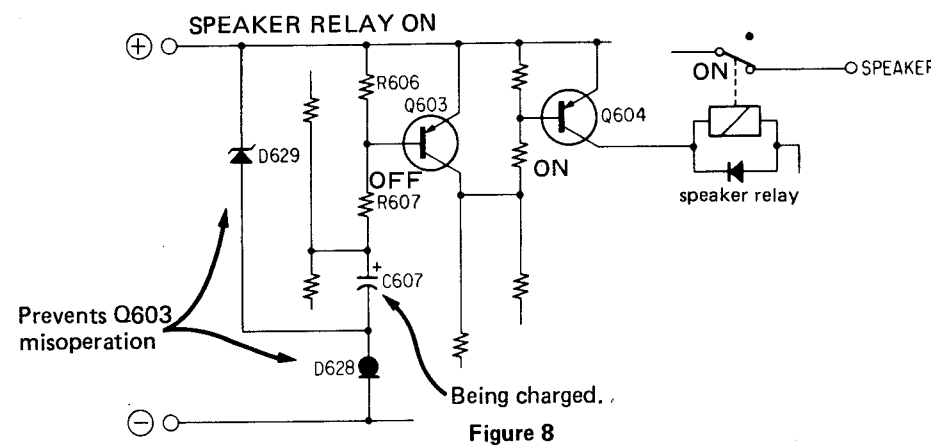 SPEAKER RELAY ON
+
R606
Q603
ON
SPEAKER
Q604
D629
OFF
ON
R607
speaker relay
+
C607
Prevents Q603
misoperation
D628
Being charged.
−
Figure 8